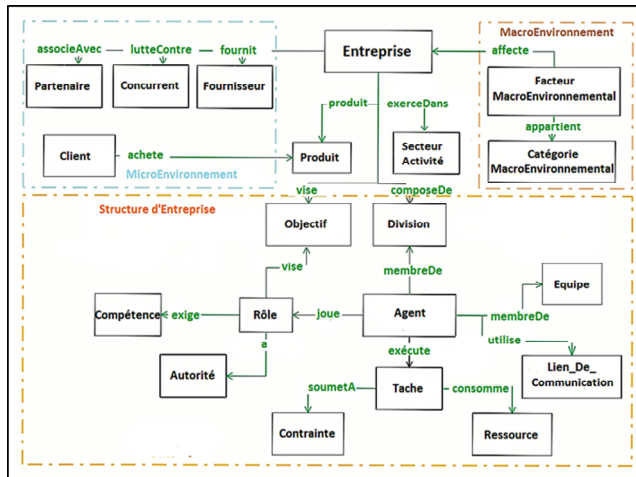 MacroEnvironnement
associeAvec
lutteContre
fournit
Entreprise
affecte
Partenaire
Concurrent
Fournisseur
Facteur
MacroEnvironnemental
produit
exerceDans
appartient
Client
achete
Produit
Secteur
Activité
Catégorie
MacroEnvironnemental
MicroEnvironnement
vise
composeDe
Structure d'Entreprise
Objectif
Division
vise
membreDe
Equipe
Compétence
exige
Rôle
joue
Agent
membreDe
a
exécute
utilise
Autorité
soumetA
Tache
consomme
Lien_De_
Communication
Contrainte
Ressource